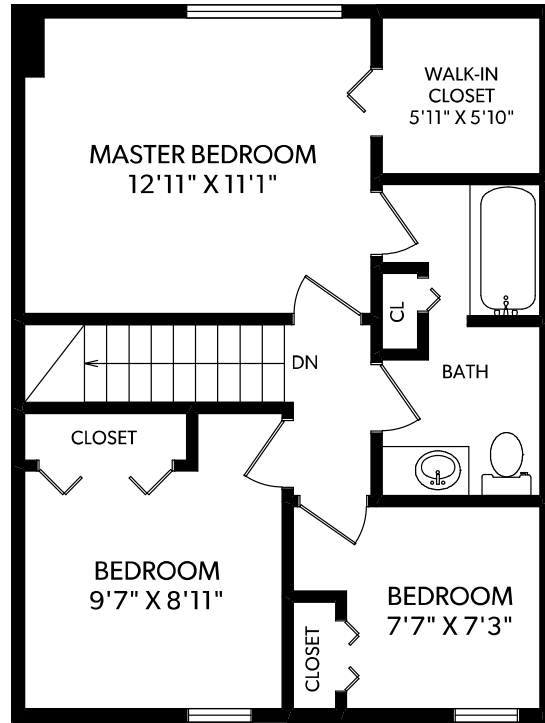 WALK-IN
CLOSET
5'11" X 5'10"
MASTER BEDROOM
12'11" X 11'1"
CL
DN
BATH
CLOSET
BEDROOM
9'7" X 8'11"
BEDROOM
7'7" X 7'3"
CLOSET